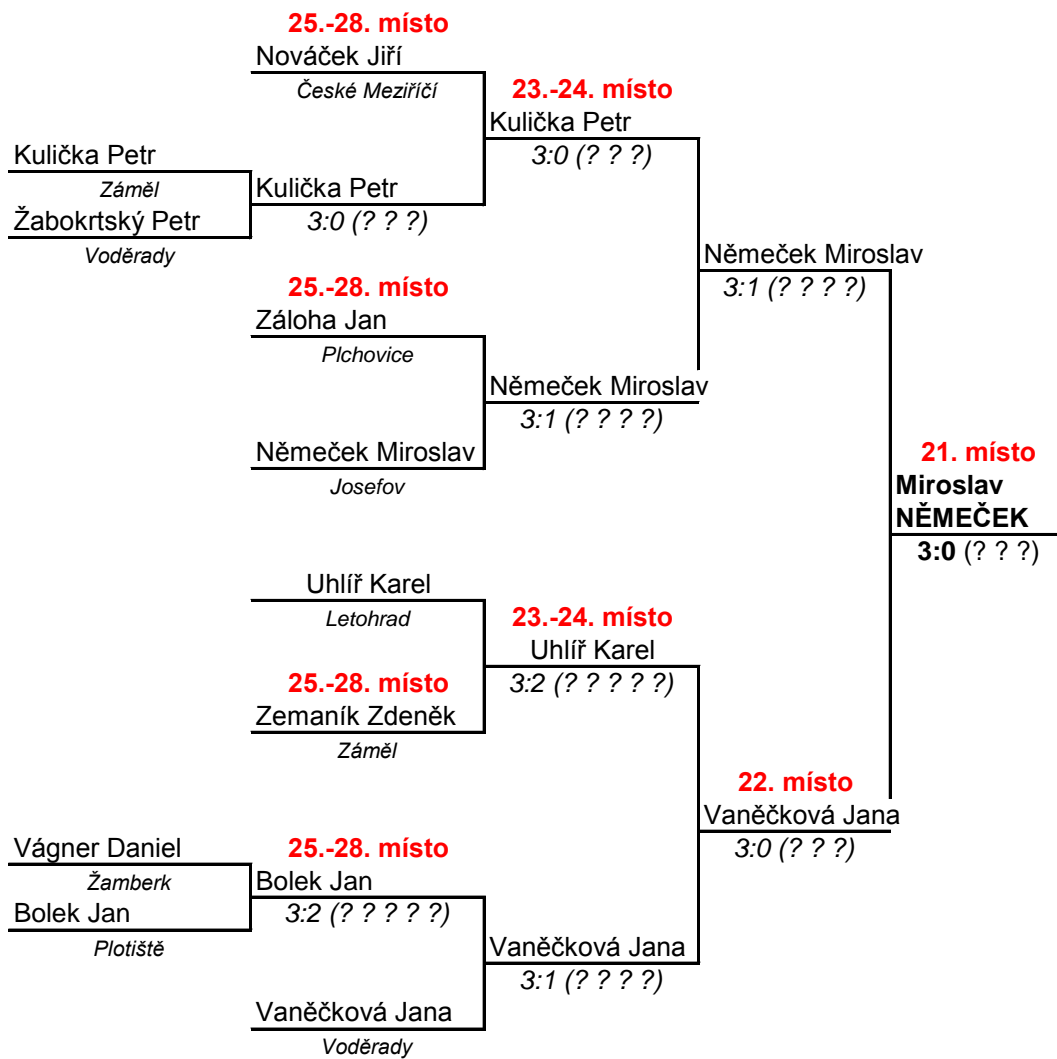 25.-28. místo
Nováček Jiří
České Meziříčí
23.-24. místo
Kulička Petr
3:0 (? ? ?)
Kulička Petr
Záměl
Kulička Petr
Žabokrtský Petr
3:0 (? ? ?)
Voděrady
Němeček Miroslav
3:1 (? ? ? ?)
25.-28. místo
Záloha Jan
Plchovice
Němeček Miroslav
3:1 (? ? ? ?)
Němeček Miroslav
Josefov
21. místo
Miroslav
NĚMEČEK
3:0 (? ? ?)
Uhlíř Karel
Letohrad
23.-24. místo
Uhlíř Karel
3:2 (? ? ? ? ?)
25.-28. místo
Zemaník Zdeněk
Záměl
22. místo
Vaněčková Jana
3:0 (? ? ?)
Vágner Daniel
25.-28. místo
Žamberk
Bolek Jan
Bolek Jan
3:2 (? ? ? ? ?)
Plotiště
Vaněčková Jana
3:1 (? ? ? ?)
Vaněčková Jana
Voděrady